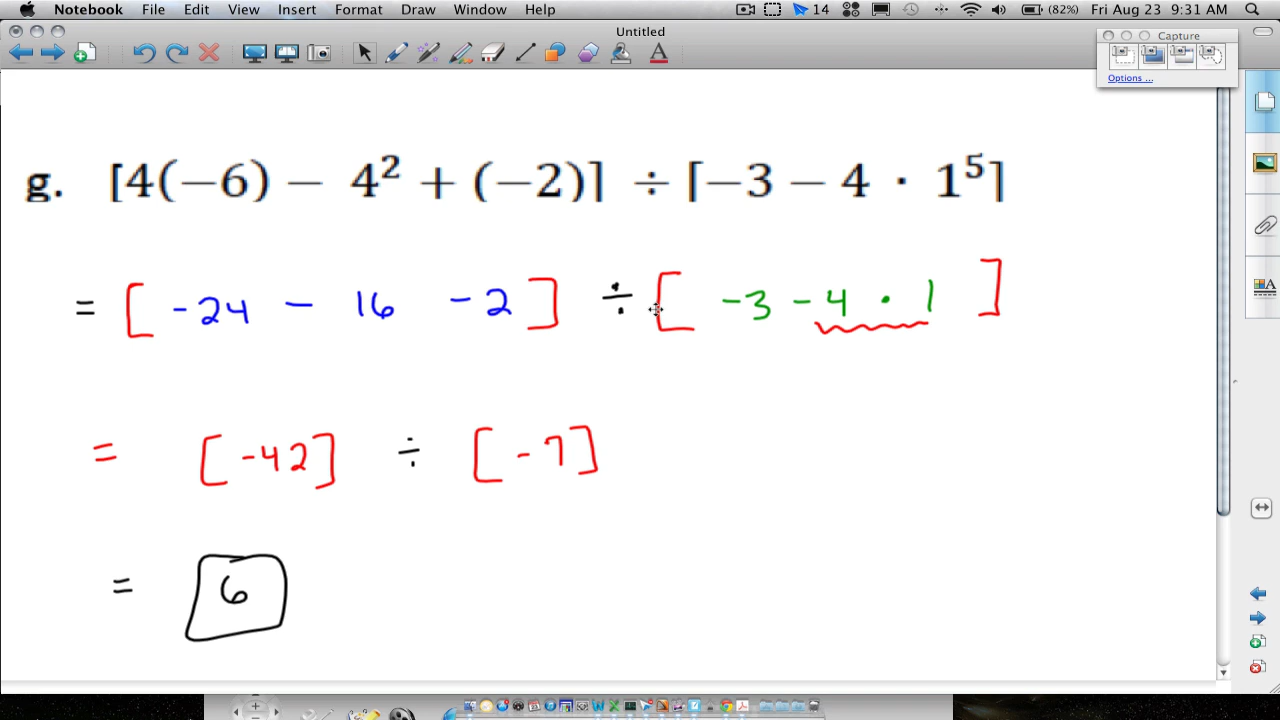 Notebook File Edit View Insert Format Draw Window Help 14 (82%) Fri Aug 23 9:31 AM
Untitled
Capture
Options ...
g. [4(−6) − 4² + (−2)] ÷ [−3 − 4 · 1⁵]
= [ -24 - 16 - 2 ] ÷ [ -3 - 4 · 1 ]
= [-42] ÷ [-7]
= 6